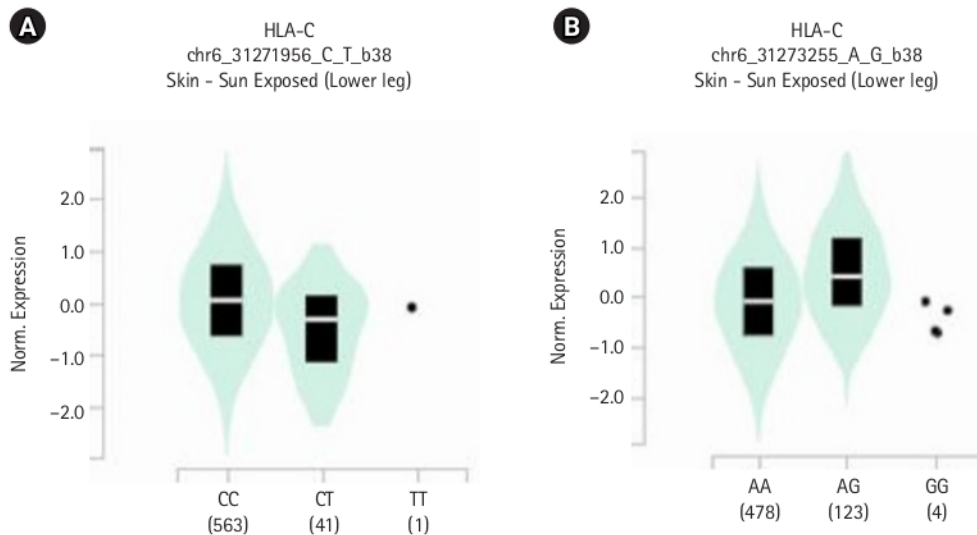 A
HLA-C
chr6_31271956_C_T_b38
Skin - Sun Exposed (Lower leg)
Norm. Expression
2.0
1.0
0.0
−1.0
−2.0
CC
(563)
CT
(41)
TT
(1)
B
HLA-C
chr6_31273255_A_G_b38
Skin - Sun Exposed (Lower leg)
Norm. Expression
2.0
1.0
0.0
−1.0
−2.0
AA
(478)
AG
(123)
GG
(4)